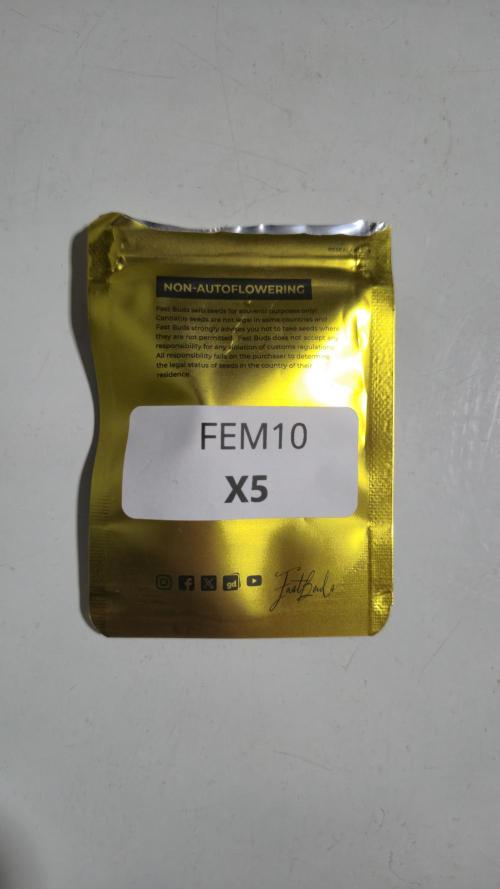 NON-AUTOFLOWERING
Fast Buds sells seeds for souvenir purposes only!
Cannabis seeds are not legal in some countries and
Fast Buds strongly advises you not to take seeds where
they are not permitted. Fast Buds does not accept any
responsibility for any violation of customs regulations.
All responsibility falls on the purchaser to determine
the legal status of seeds in the country of their
residence.
FEM10
X5
gd
FastBuds